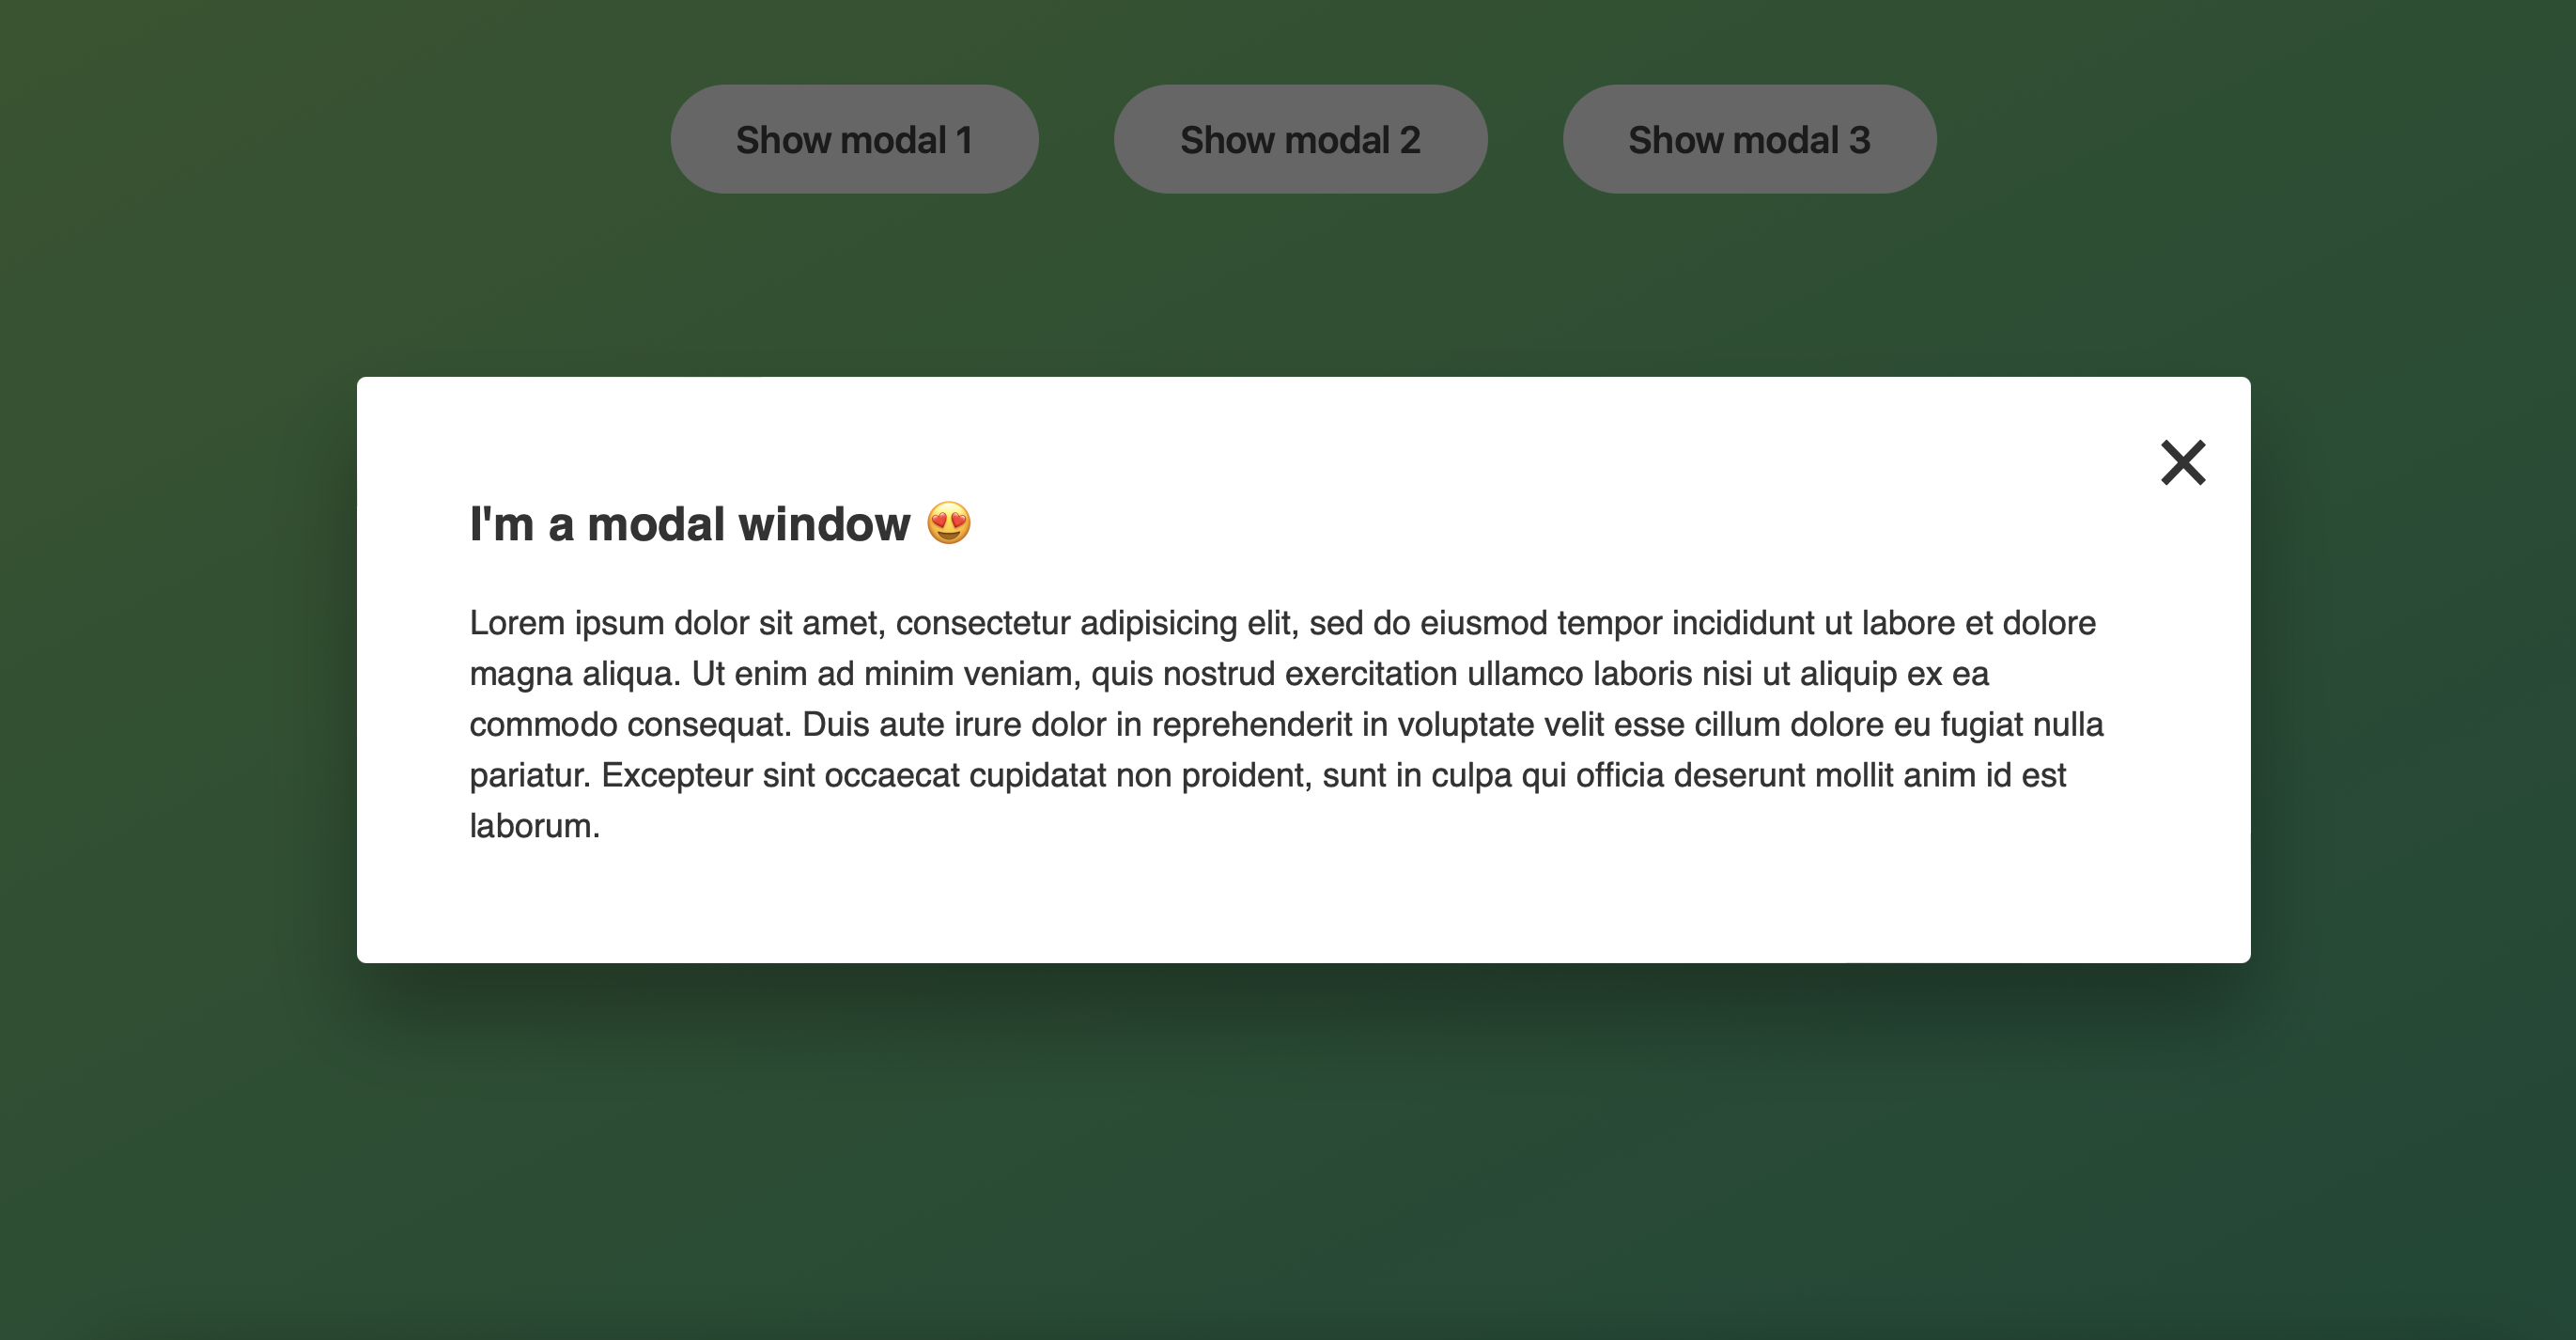 Show modal 1 Show modal 2 Show modal 3
I'm a modal window 😍
Lorem ipsum dolor sit amet, consectetur adipisicing elit, sed do eiusmod tempor incididunt ut labore et dolore
magna aliqua. Ut enim ad minim veniam, quis nostrud exercitation ullamco laboris nisi ut aliquip ex ea
commodo consequat. Duis aute irure dolor in reprehenderit in voluptate velit esse cillum dolore eu fugiat nulla
pariatur. Excepteur sint occaecat cupidatat non proident, sunt in culpa qui officia deserunt mollit anim id est
laborum.